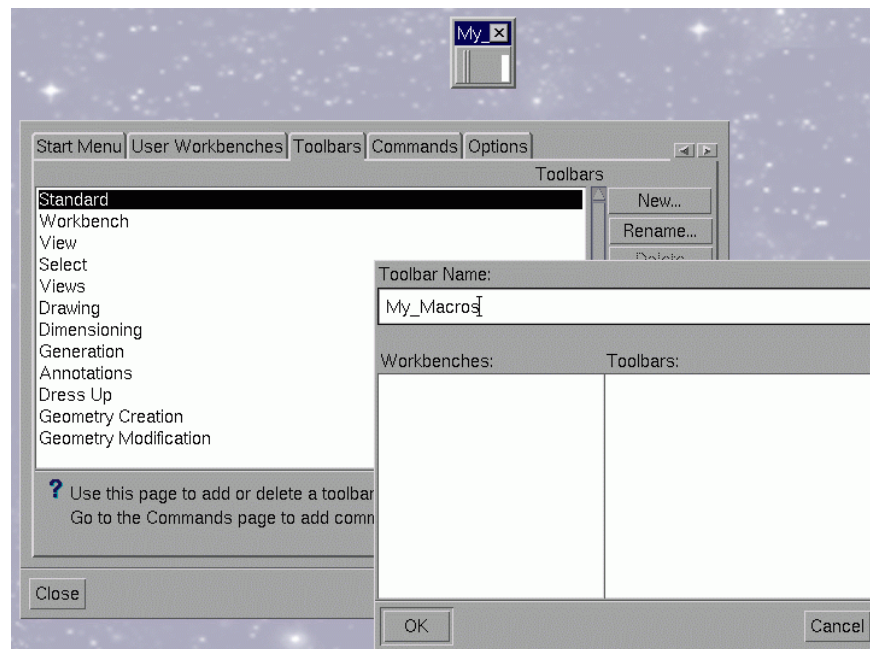 My_
Start Menu User Workbenches Toolbars Commands Options
Toolbars
Standard
Workbench
View
Select
Views
Drawing
Dimensioning
Generation
Annotations
Dress Up
Geometry Creation
Geometry Modification
New...
Rename...
? Use this page to add or delete a toolbar
Go to the Commands page to add comm
Close
Toolbar Name:
My_Macros
Workbenches: Toolbars:
OK Cancel